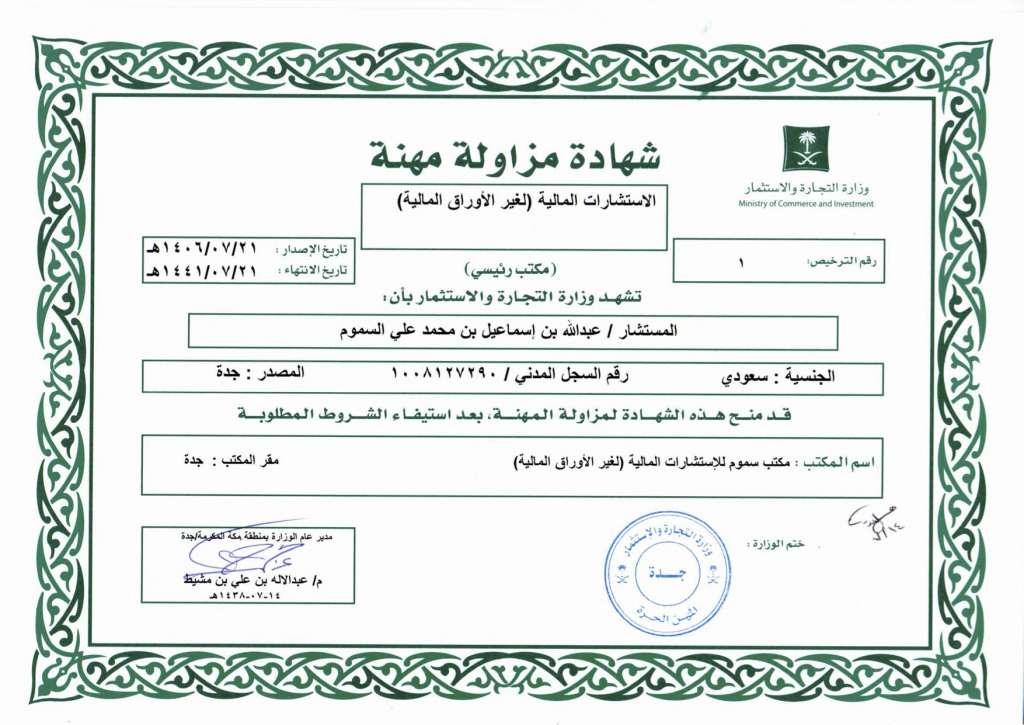 شهادة مزاولة مهنة
وزارة التجارة والاستثمار
Ministry of Commerce and Investment
الاستشارات المالية (لغير الأوراق المالية)
رقم الترخيص: ١
تاريخ الإصدار : ١٤٠٦/٠٧/٢١هـ
تاريخ الانتهاء : ١٤٤١/٠٧/٢١هـ
(مكتب رئيسي)
تشهد وزارة التجارة والاستثمار بأن :
المستشار / عبدالله بن إسماعيل بن محمد علي السموم
الجنسية : سعودي رقم السجل المدني / ١٠٠٨١٢٧٢٩٠ المصدر : جدة
قد منح هذه الشهادة لمزاولة المهنة، بعد استيفاء الشروط المطلوبة
اسم المكتب : مكتب سموم للإستشارات المالية (لغير الأوراق المالية) مقر المكتب : جدة
ختم الوزارة :
وزارة التجارة والاستثمار
جدة
المهن الحرة
مدير عام الوزارة بمنطقة مكة المكرمة/جدة
م/ عبدالاله بن علي بن مشيط
١٤-٠٧-١٤٣٨هـ